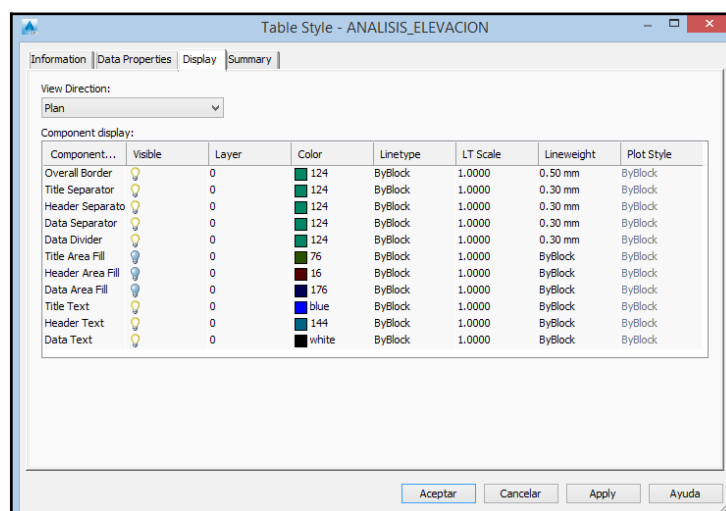 Table Style - ANALISIS_ELEVACION
Information Data Properties Display Summary
View Direction:
Plan
Component display:
Component... Visible Layer Color Linetype LT Scale Lineweight Plot Style
Overall Border 0 124 ByBlock 1.0000 0.50 mm ByBlock
Title Separator 0 124 ByBlock 1.0000 0.30 mm ByBlock
Header Separato 0 124 ByBlock 1.0000 0.30 mm ByBlock
Data Separator 0 124 ByBlock 1.0000 0.30 mm ByBlock
Data Divider 0 124 ByBlock 1.0000 0.30 mm ByBlock
Title Area Fill 0 76 ByBlock 1.0000 ByBlock ByBlock
Header Area Fill 0 16 ByBlock 1.0000 ByBlock ByBlock
Data Area Fill 0 176 ByBlock 1.0000 ByBlock ByBlock
Title Text 0 blue ByBlock 1.0000 ByBlock ByBlock
Header Text 0 144 ByBlock 1.0000 ByBlock ByBlock
Data Text 0 white ByBlock 1.0000 ByBlock ByBlock
Aceptar Cancelar Apply Ayuda